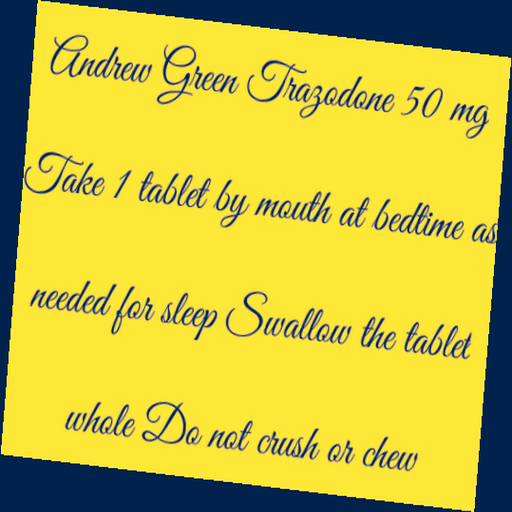 Andrew Green Trazodone 50 mg
Take 1 tablet by mouth at bedtime as
needed for sleep Swallow the tablet
whole Do not crush or chew